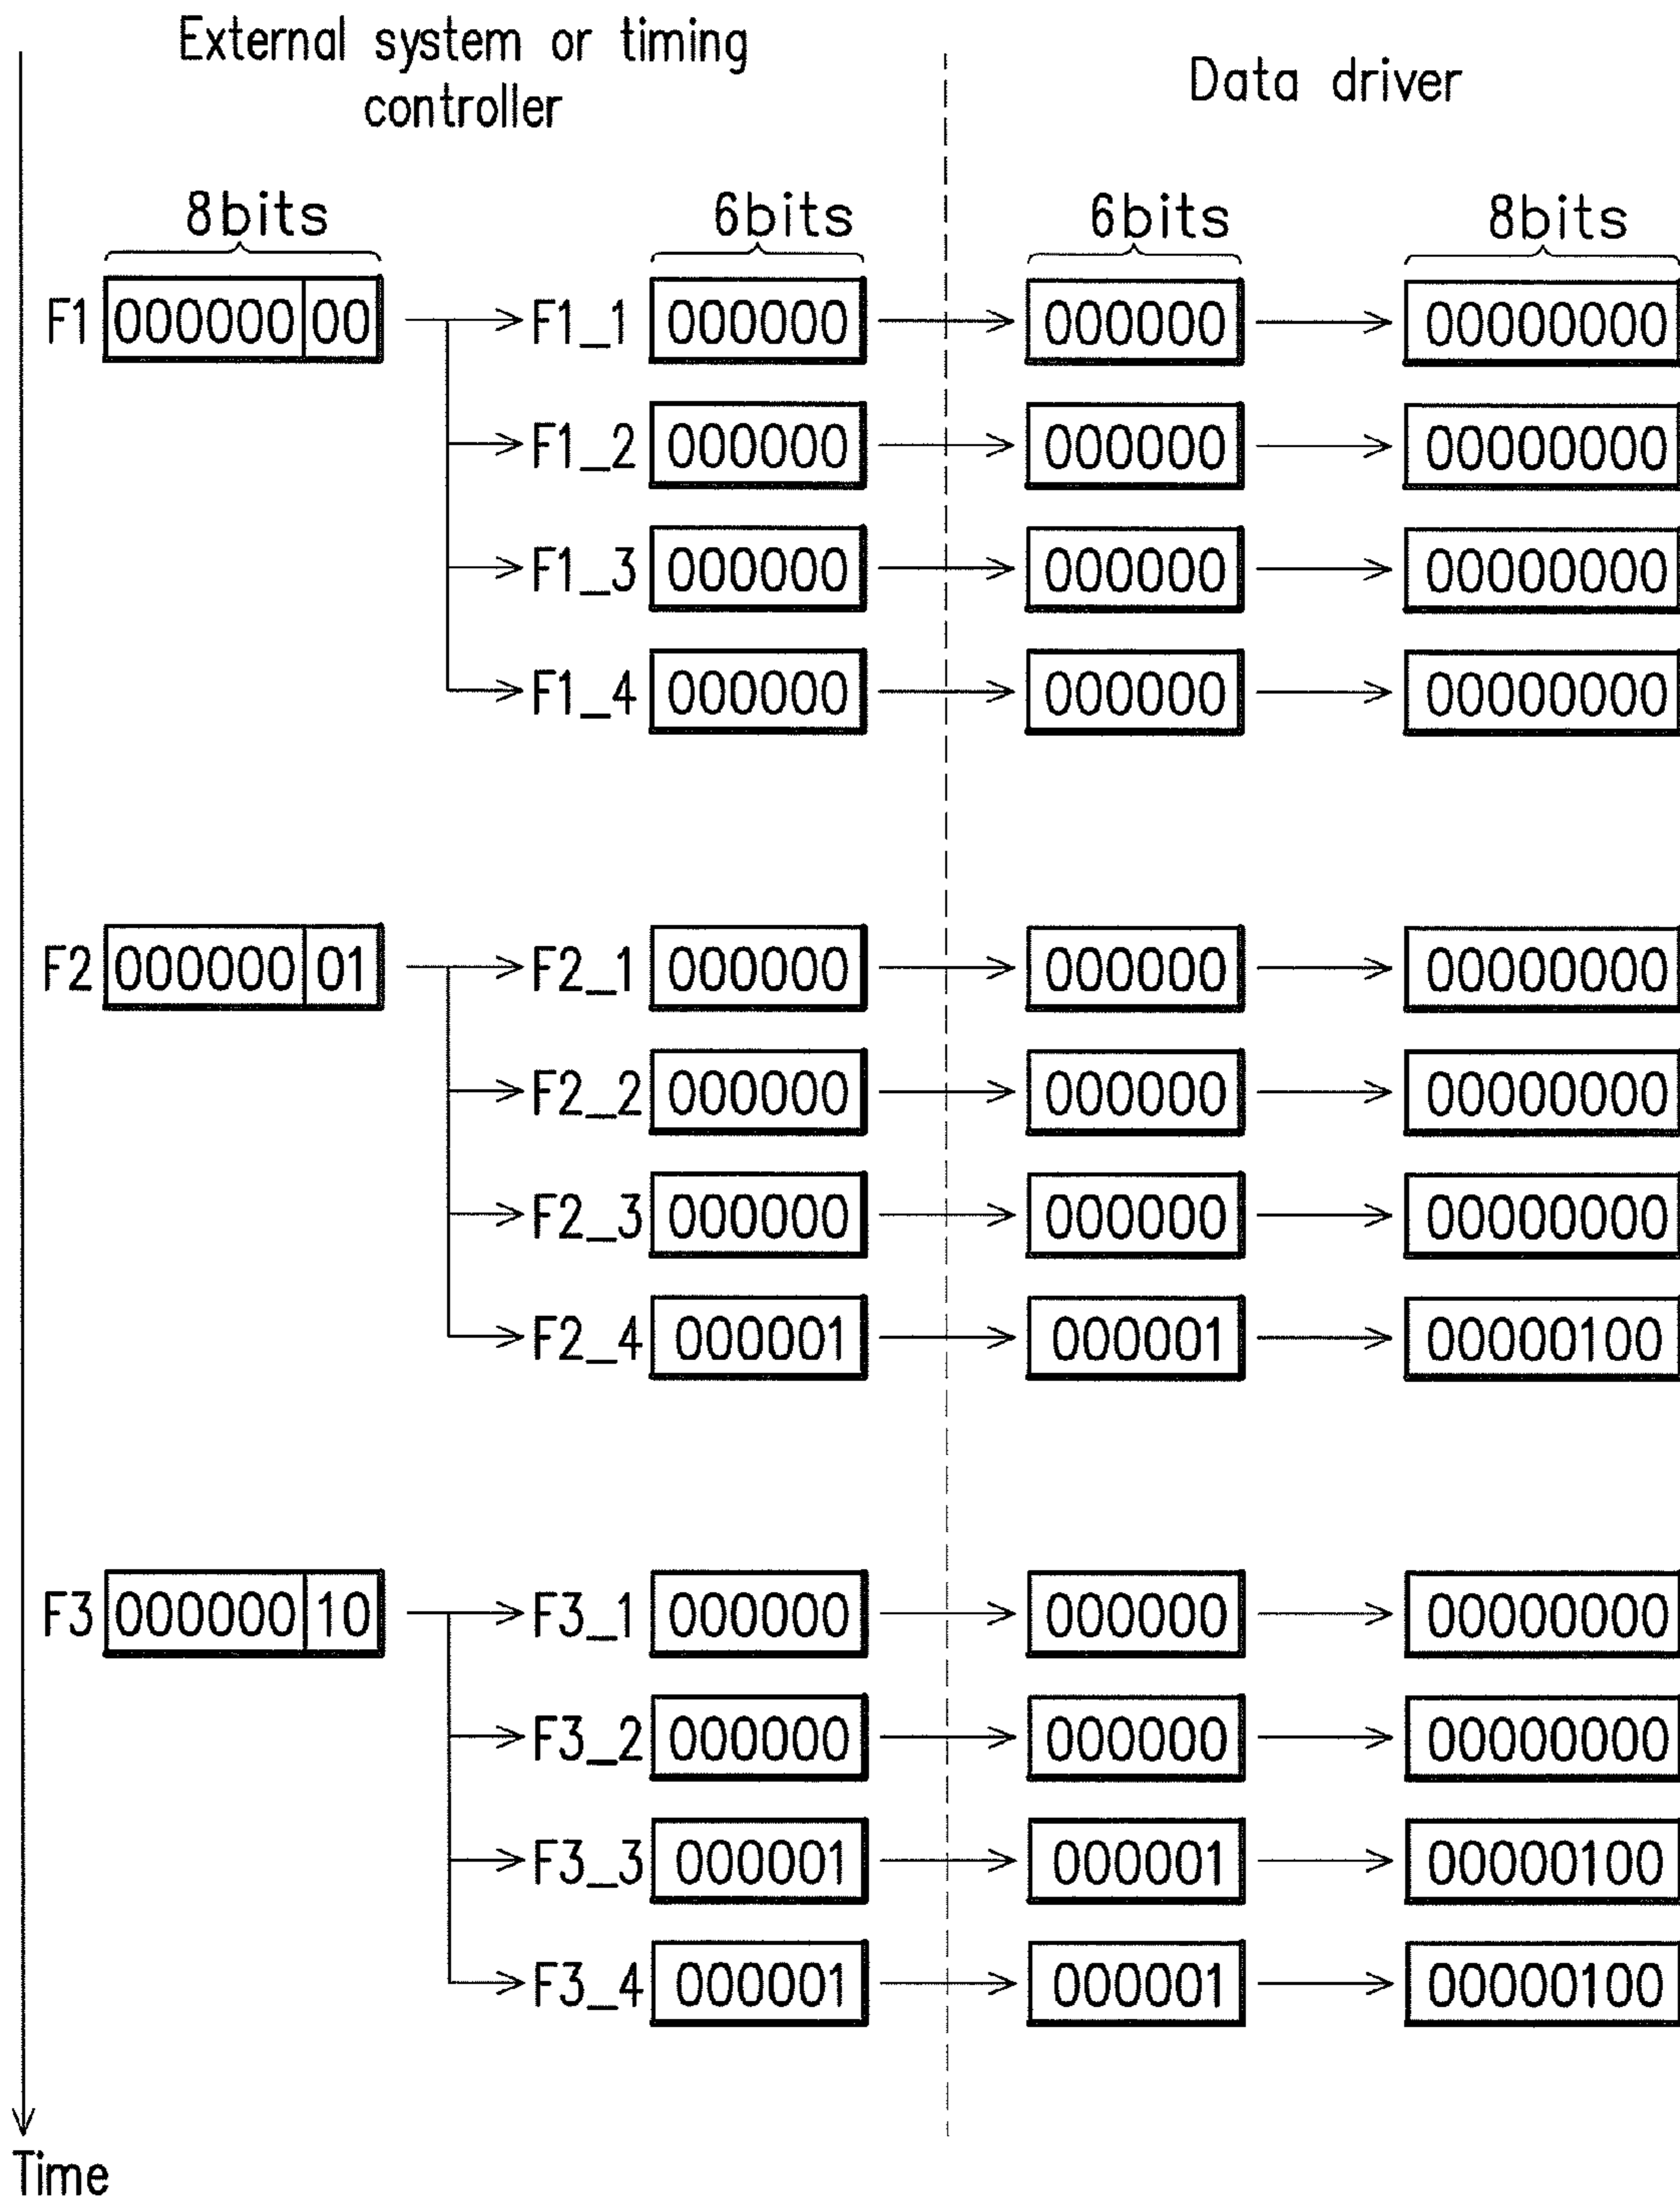 External system or timing
controller
Data driver
8bits 6bits 6bits 8bits
F1 000000 00 F1_1 000000 000000 00000000
F1_2 000000 000000 00000000
F1_3 000000 000000 00000000
F1_4 000000 000000 00000000
F2 000000 01 F2_1 000000 000000 00000000
F2_2 000000 000000 00000000
F2_3 000000 000000 00000000
F2_4 000001 000001 00000100
F3 000000 10 F3_1 000000 000000 00000000
F3_2 000000 000000 00000000
F3_3 000001 000001 00000100
F3_4 000001 000001 00000100
Time